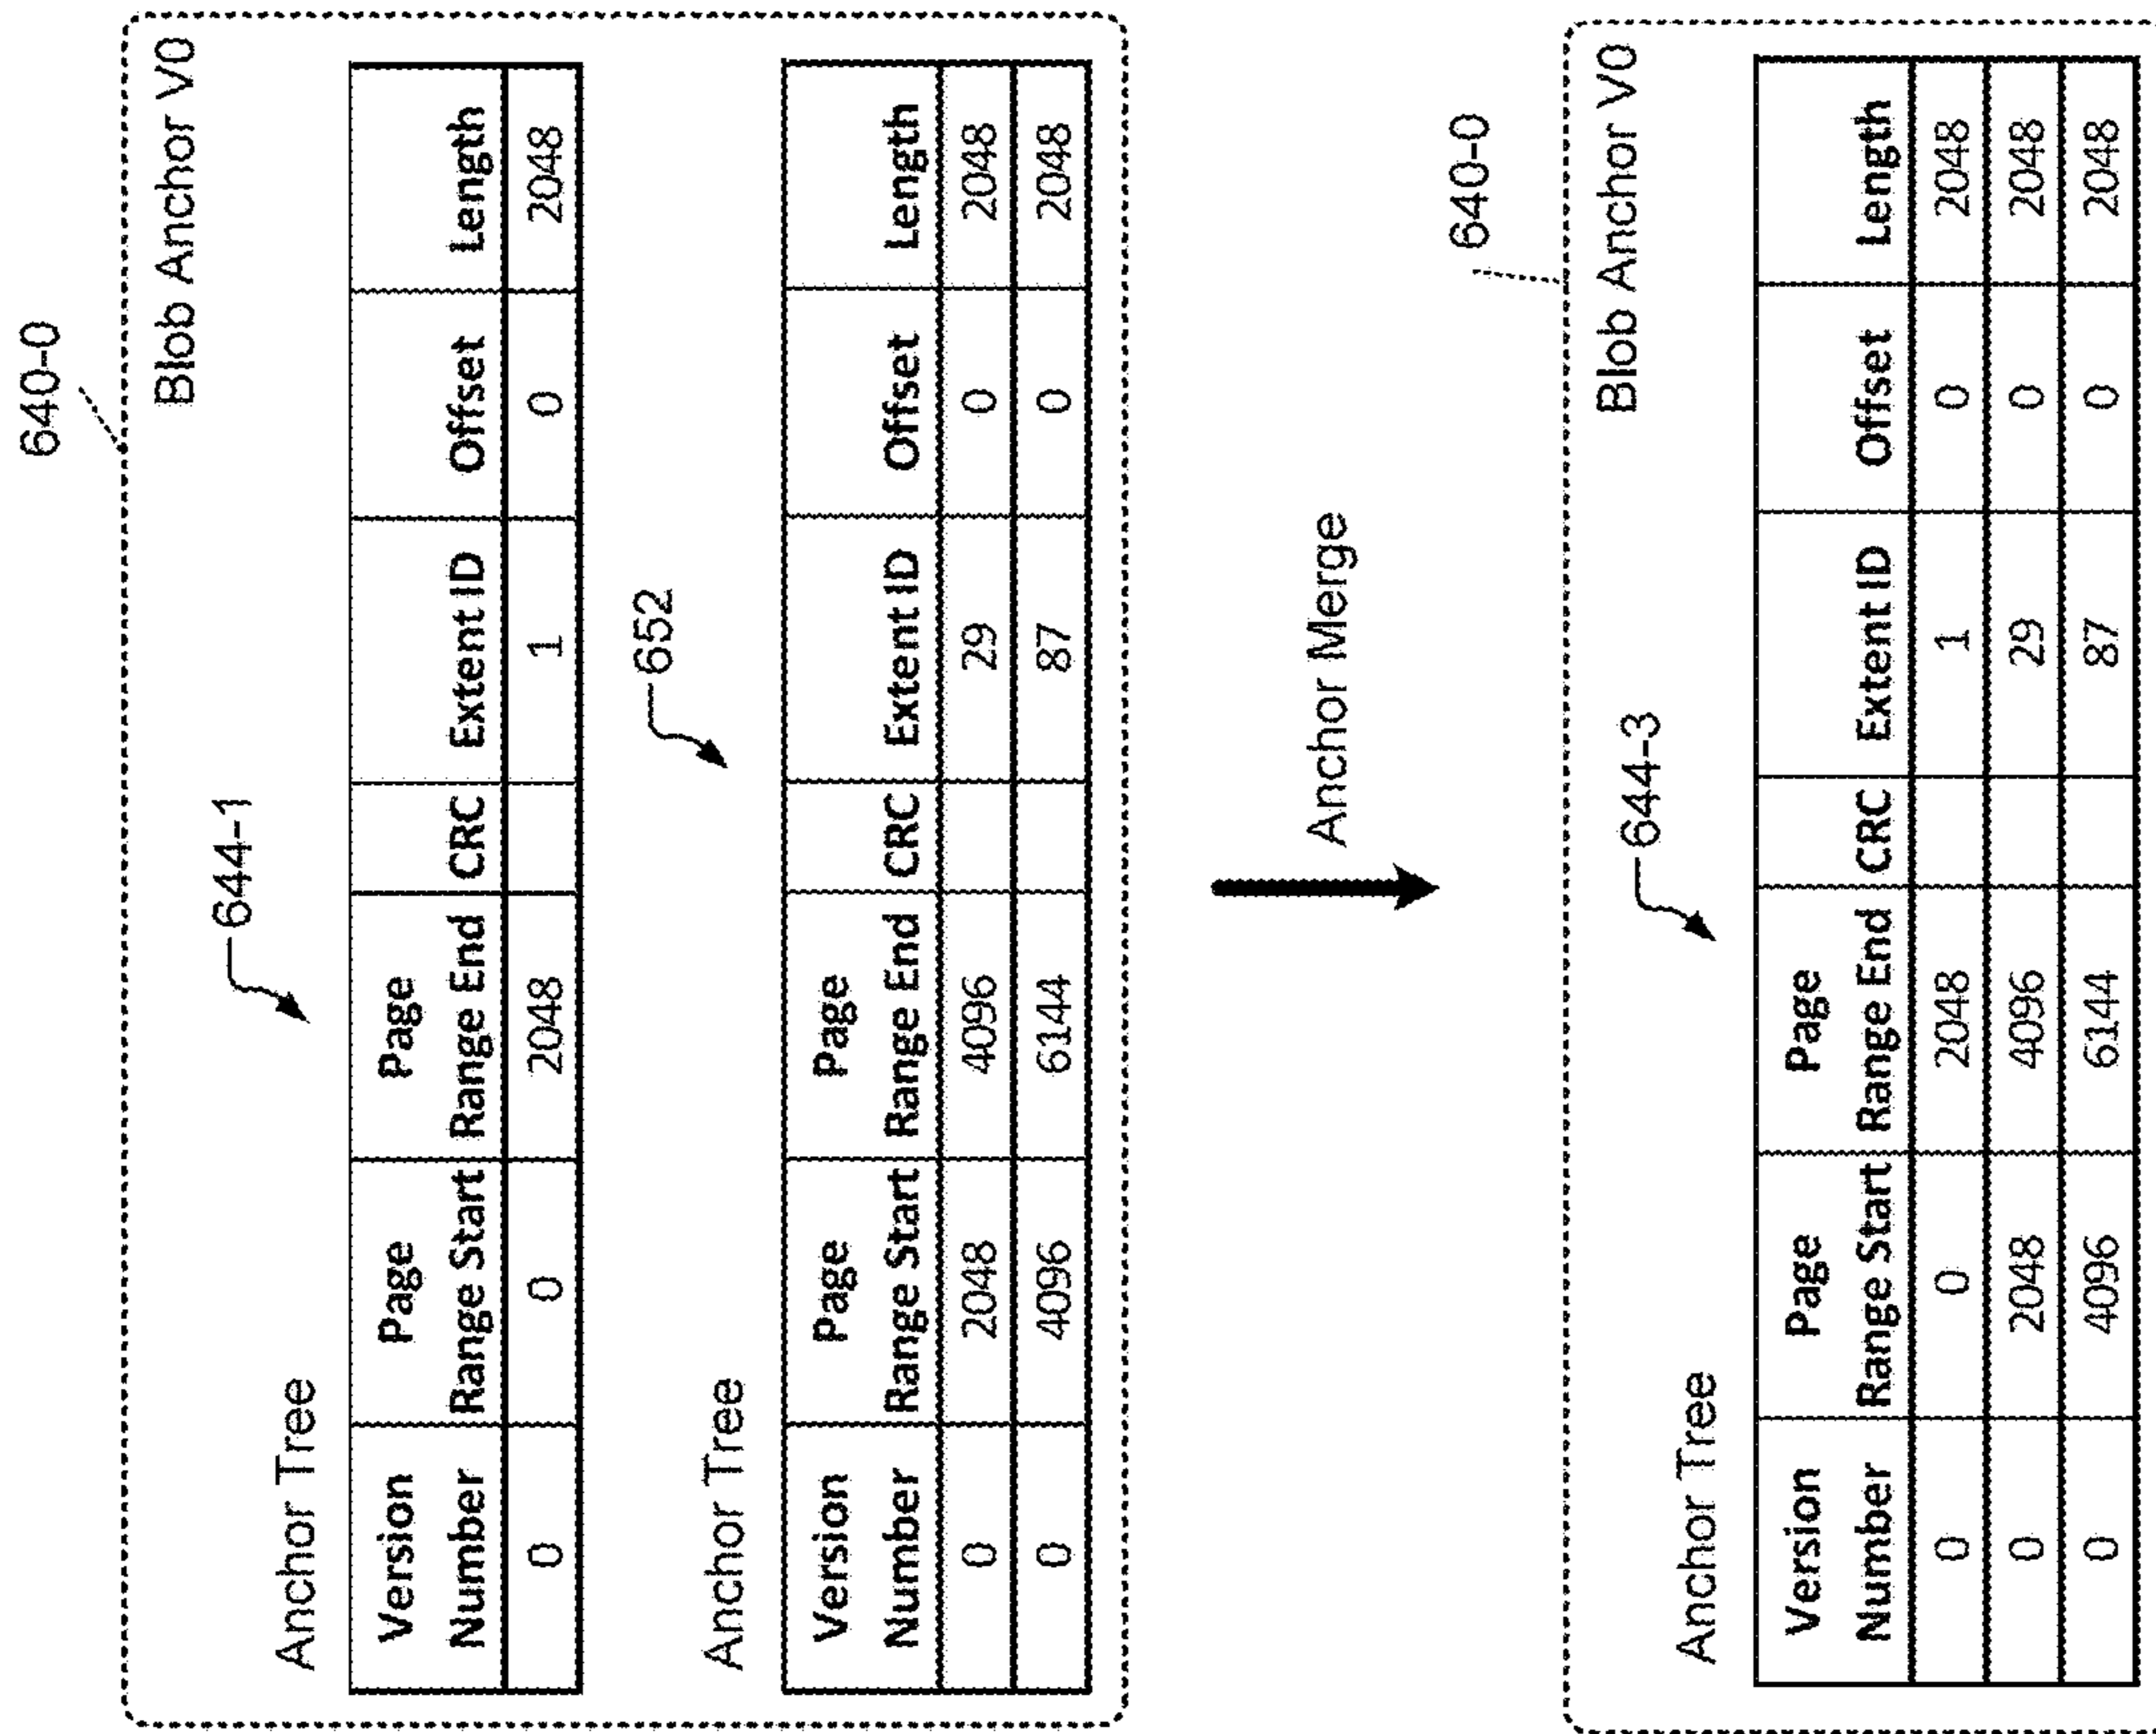 640-0
Blob Anchor V0
644-1
Anchor Tree
Version Number Page Range Start Page Range End CRC Extent ID Offset Length
0 0 2048 1 0 2048
652
Anchor Tree
Version Number Page Range Start Page Range End CRC Extent ID Offset Length
0 2048 4096 29 0 2048
0 4096 6144 87 0 2048
Anchor Merge
640-0
Blob Anchor V0
644-3
Anchor Tree
Version Number Page Range Start Page Range End CRC Extent ID Offset Length
0 0 2048 1 0 2048
0 2048 4096 29 0 2048
0 4096 6144 87 0 2048